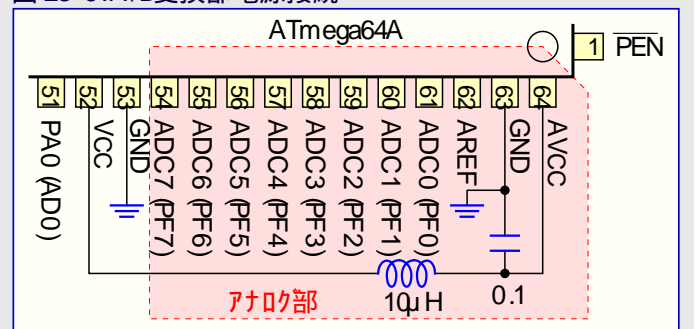 ATmega64A
1 PEN
51 PA0 (AD0)
52 VCC
53 GND
54 ADC7 (PF7)
55 ADC6 (PF6)
56 ADC5 (PF5)
57 ADC4 (PF4)
58 ADC3 (PF3)
59 ADC2 (PF2)
60 ADC1 (PF1)
61 ADC0 (PF0)
62 AREF
63 GND
64 AVCC
アナログ部
10μH
0.1